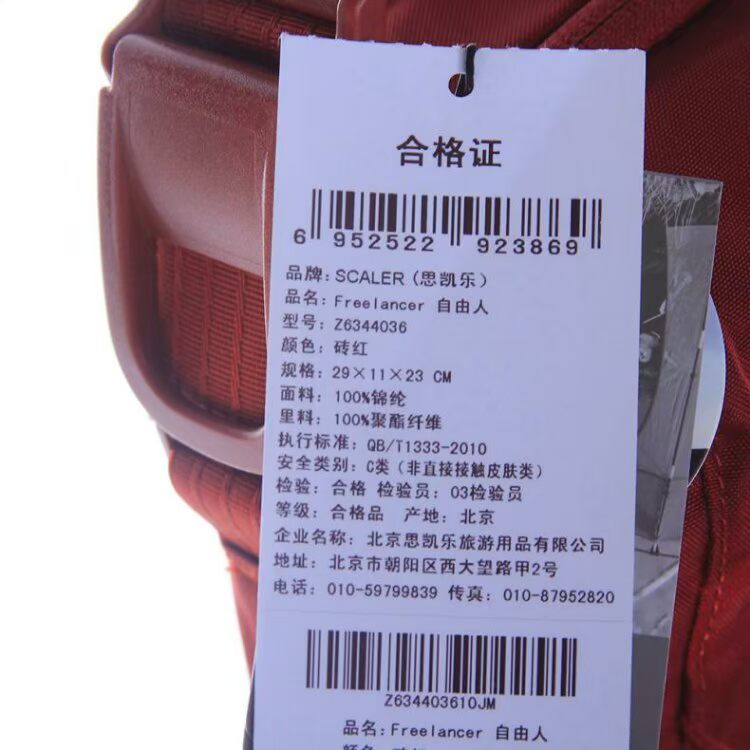 合格证
6 952522 923869
品牌: SCALER (思凯乐)
品名: Freelancer 自由人
型号: Z6344036
颜色: 砖红
规格: 29×11×23 CM
面料: 100%锦纶
里料: 100%聚酯纤维
执行标准: QB/T1333-2010
安全类别: C类 (非直接接触皮肤类)
检验: 合格 检验员: 03检验员
等级: 合格品 产地: 北京
企业名称: 北京思凯乐旅游用品有限公司
地址: 北京市朝阳区西大望路甲2号
电话: 010-59799839 传真: 010-87952820
Z634403610JM
品名: Freelancer 自由人